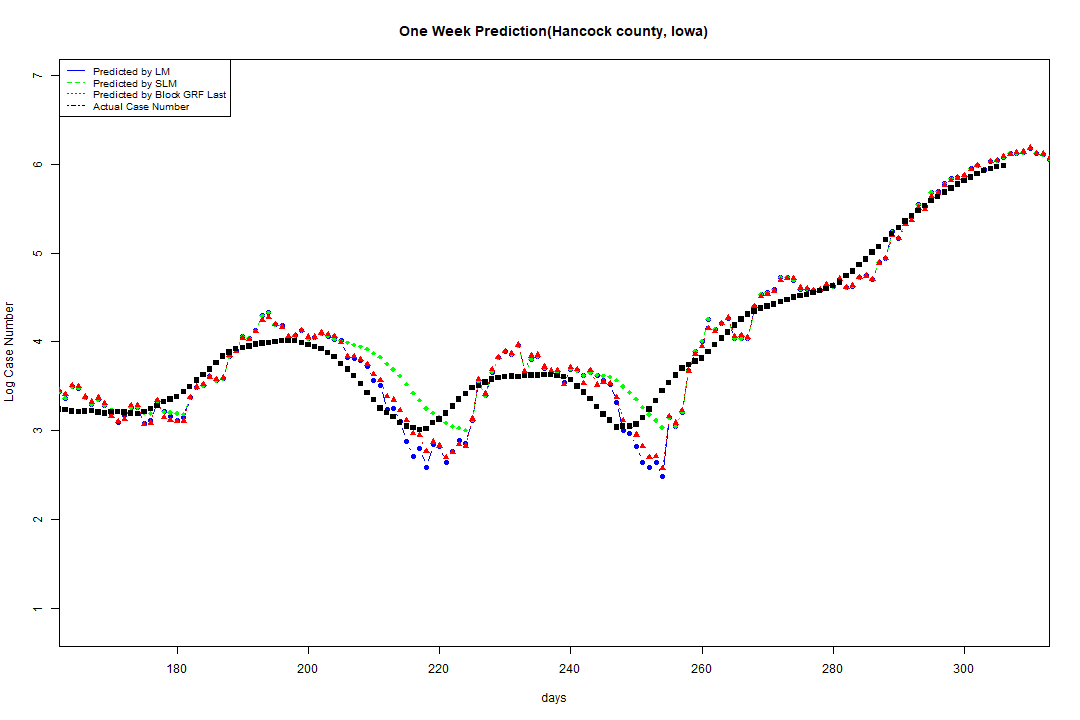 One Week Prediction(Hancock county, Iowa)
Predicted by LM
Predicted by SLM
Predicted by Block GRF Last
Actual Case Number
7
6
5
4
3
2
1
Log Case Number
180 200 220 240 260 280 300
days